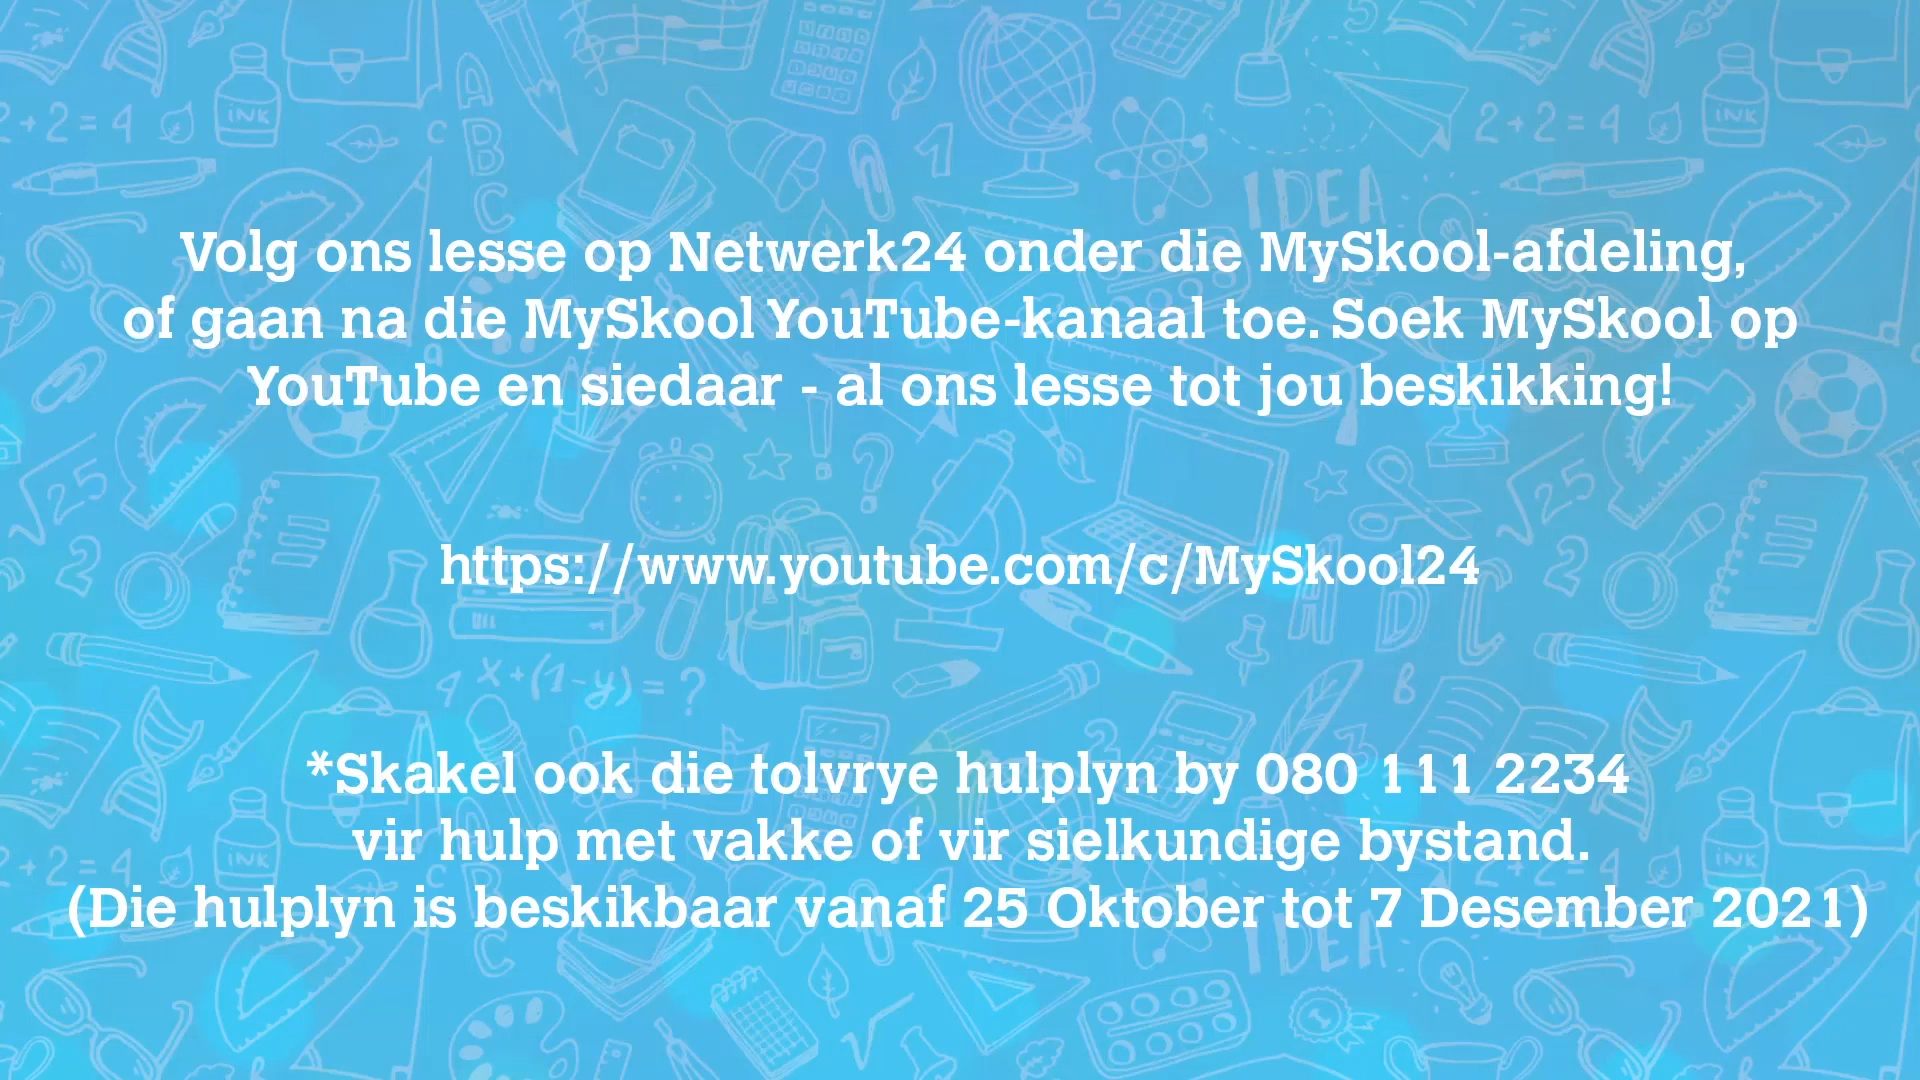 Volg ons lesse op Netwerk24 onder die MySkool-afdeling,
of gaan na die MySkool YouTube-kanaal toe. Soek MySkool op
YouTube en siedaar - al ons lesse tot jou beskikking!
https://www.youtube.com/c/MySkool24
*Skakel ook die tolvrye hulplyn by 080 111 2234
vir hulp met vakke of vir sielkundige bystand.
(Die hulplyn is beskikbaar vanaf 25 Oktober tot 7 Desember 2021)